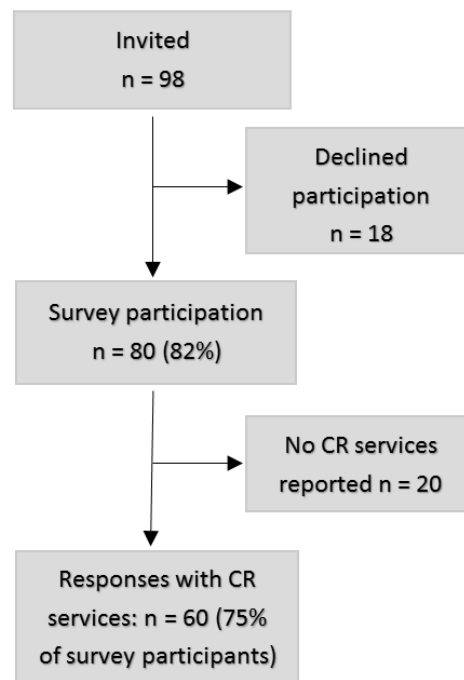 Invited
n = 98
Declined
participation
n = 18
Survey participation
n = 80 (82%)
No CR services
reported n = 20
Responses with CR
services: n = 60 (75%
of survey participants)